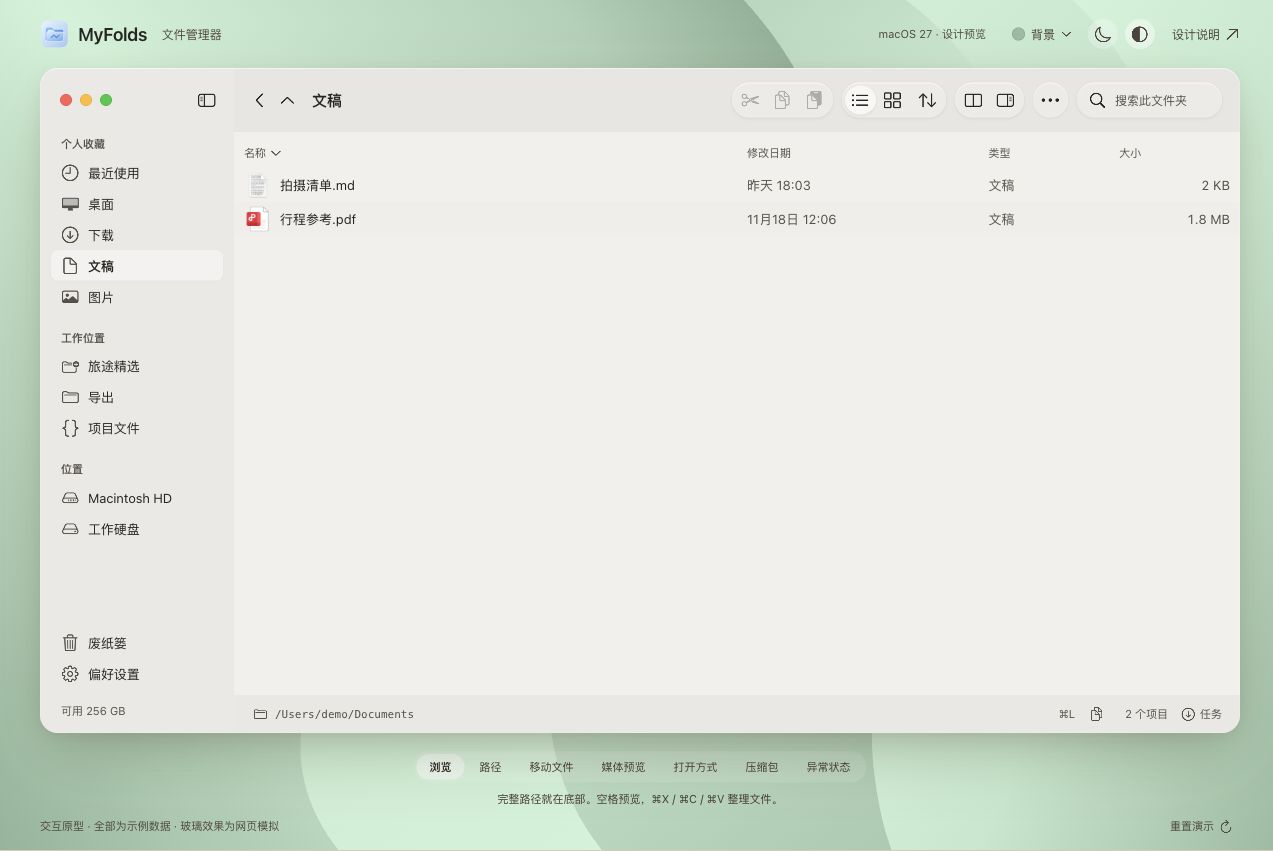 MyFolds 文件管理器
macOS 27 · 设计预览 背景 设计说明
文稿 搜索此文件夹
个人收藏
最近使用
桌面
下载
文稿
图片
工作位置
旅途精选
导出
项目文件
位置
Macintosh HD
工作硬盘
废纸篓
偏好设置
可用 256 GB
名称 修改日期 类型 大小
拍摄清单.md 昨天 18:03 文稿 2 KB
行程参考.pdf 11月18日 12:06 文稿 1.8 MB
/Users/demo/Documents ⌘L 2 个项目 任务
浏览 路径 移动文件 媒体预览 打开方式 压缩包 异常状态
完整路径就在底部。空格预览，⌘X / ⌘C / ⌘V 整理文件。
交互原型 · 全部为示例数据 · 玻璃效果为网页模拟 重置演示